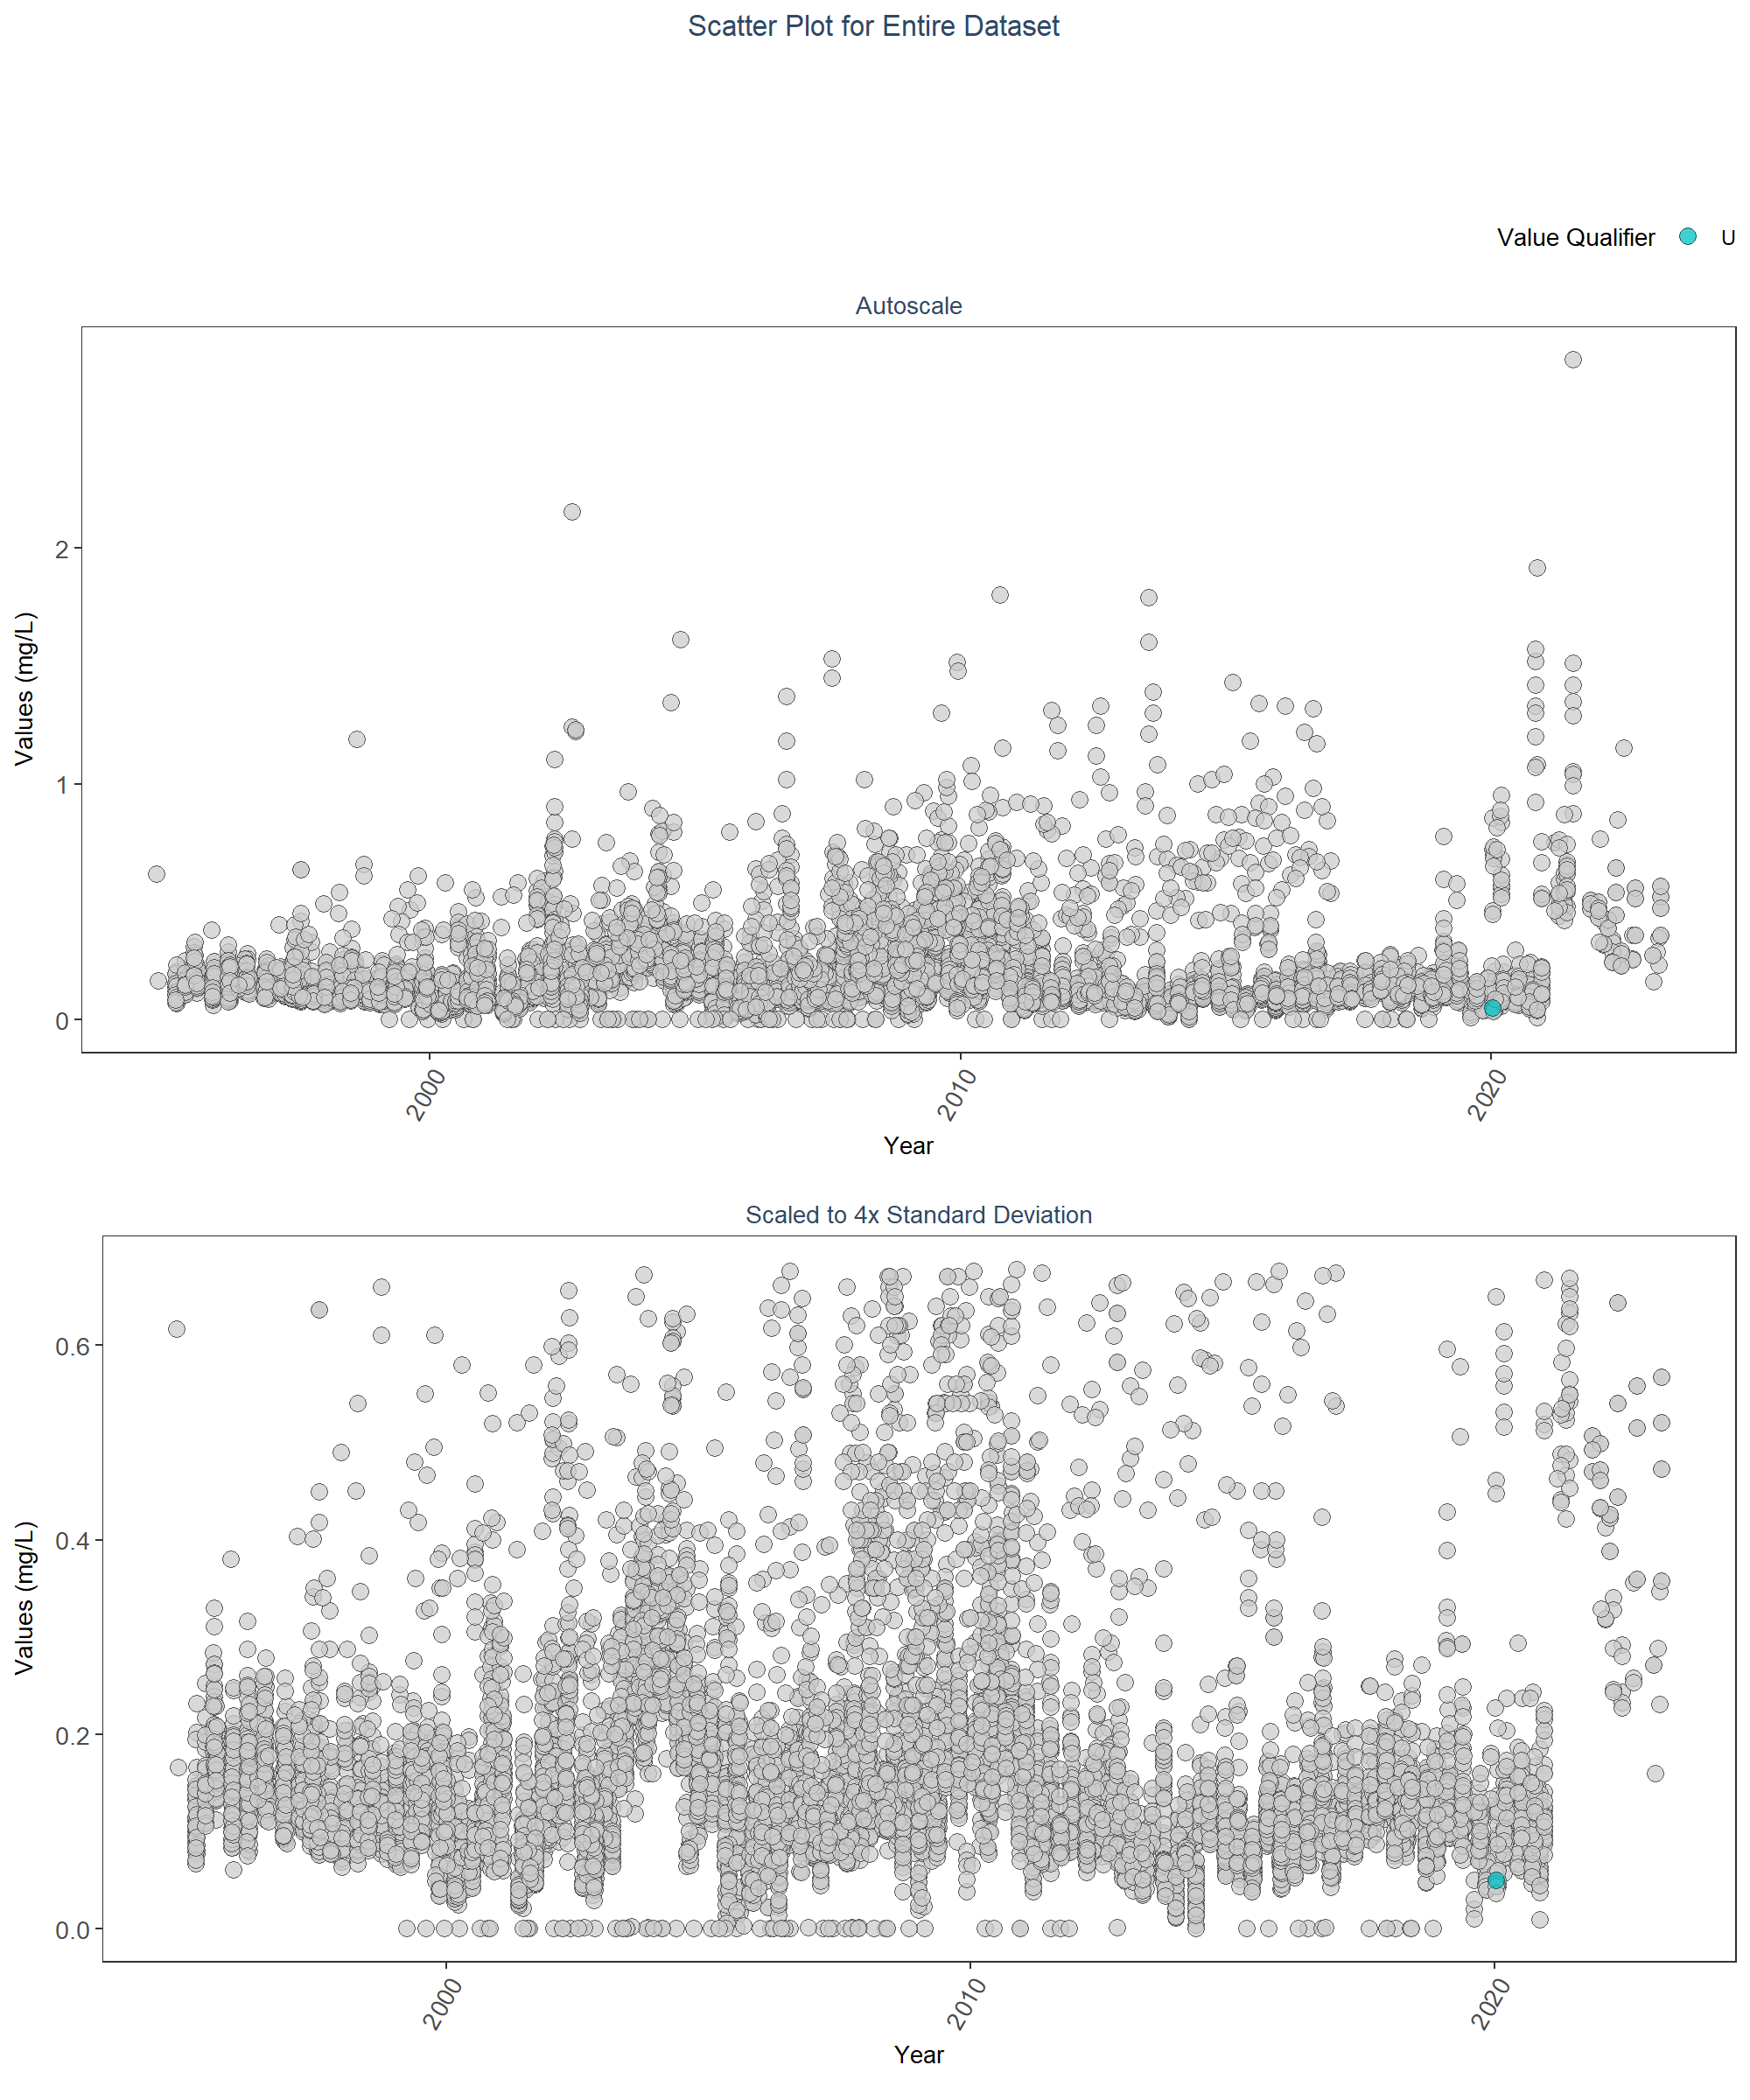 Scatter Plot for Entire Dataset
Value Qualifier U
Autoscale
Values (mg/L)
2
1
0
2000 2010 2020
Year
Scaled to 4x Standard Deviation
Values (mg/L)
0.6
0.4
0.2
0.0
2000 2010 2020
Year